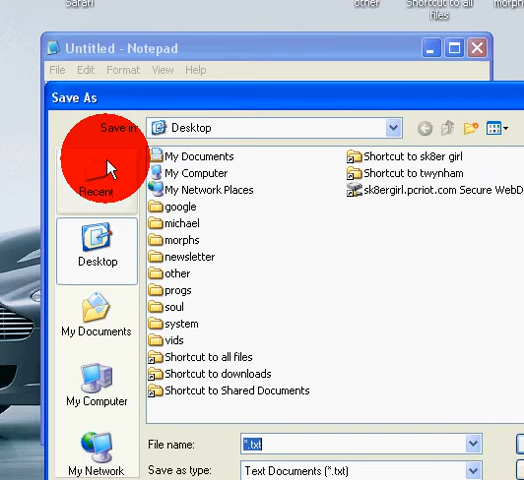 Safari
other
Shortcut to all
files
morph
Untitled - Notepad
File Edit Format View Help
Save As
Save in: Desktop
My Documents
My Computer
My Network Places
google
michael
morphs
newsletter
other
progs
soul
system
vids
Shortcut to all files
Shortcut to downloads
Shortcut to Shared Documents
Shortcut to sk8er girl
Shortcut to twynham
sk8ergirl.pcriot.com Secure WebD
Recent
Desktop
My Documents
My Computer
My Network
File name: *.txt
Save as type: Text Documents (*.txt)